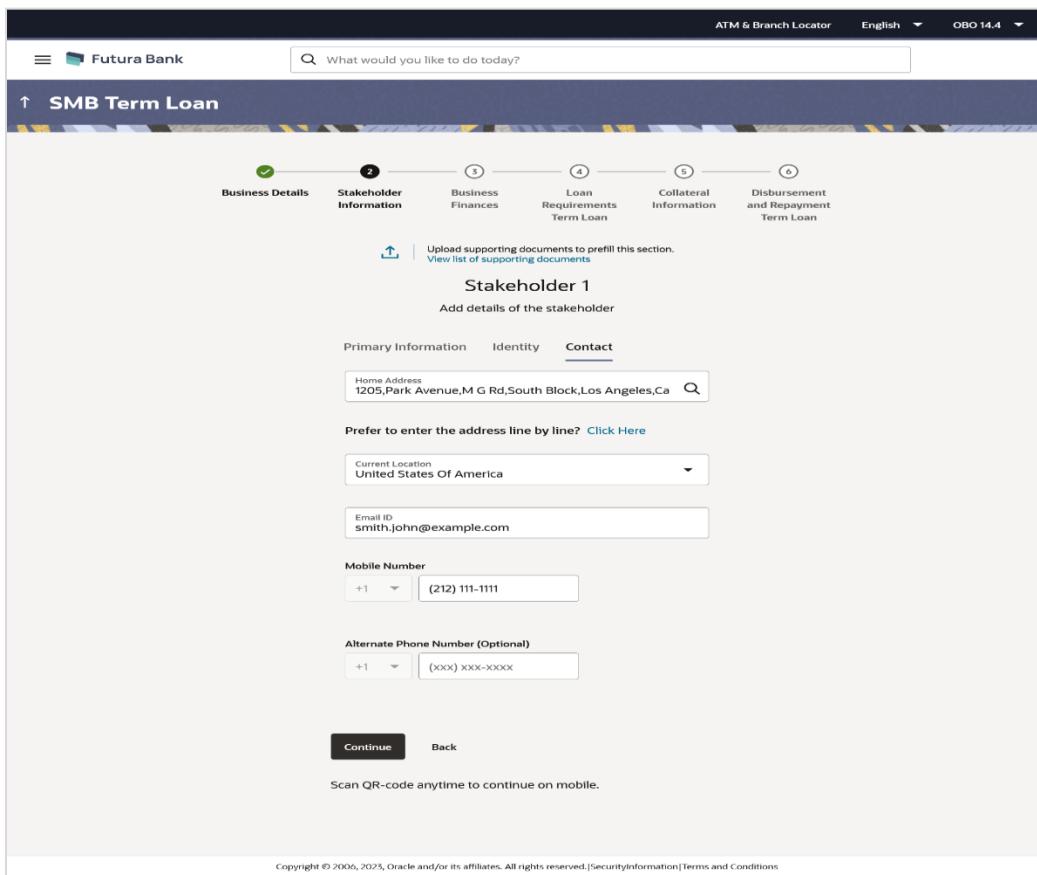 ATM & Branch Locator English OBO 14.4
Futura Bank What would you like to do today?
SMB Term Loan
2 3 4 5 6
Business Details Stakeholder Information Business Finances Loan Requirements Term Loan Collateral Information Disbursement and Repayment Term Loan
Upload supporting documents to prefill this section.
View list of supporting documents
Stakeholder 1
Add details of the stakeholder
Primary Information Identity Contact
Home Address
1205,Park Avenue,M G Rd,South Block,Los Angeles,Ca
Prefer to enter the address line by line? Click Here
Current Location
United States Of America
Email ID
smith.john@example.com
Mobile Number
+1 (212) 111-1111
Alternate Phone Number (Optional)
+1 (xxx) xxx-xxxx
Continue Back
Scan QR-code anytime to continue on mobile.
Copyright © 2006, 2023, Oracle and/or its affiliates. All rights reserved.|SecurityInformation|Terms and Conditions